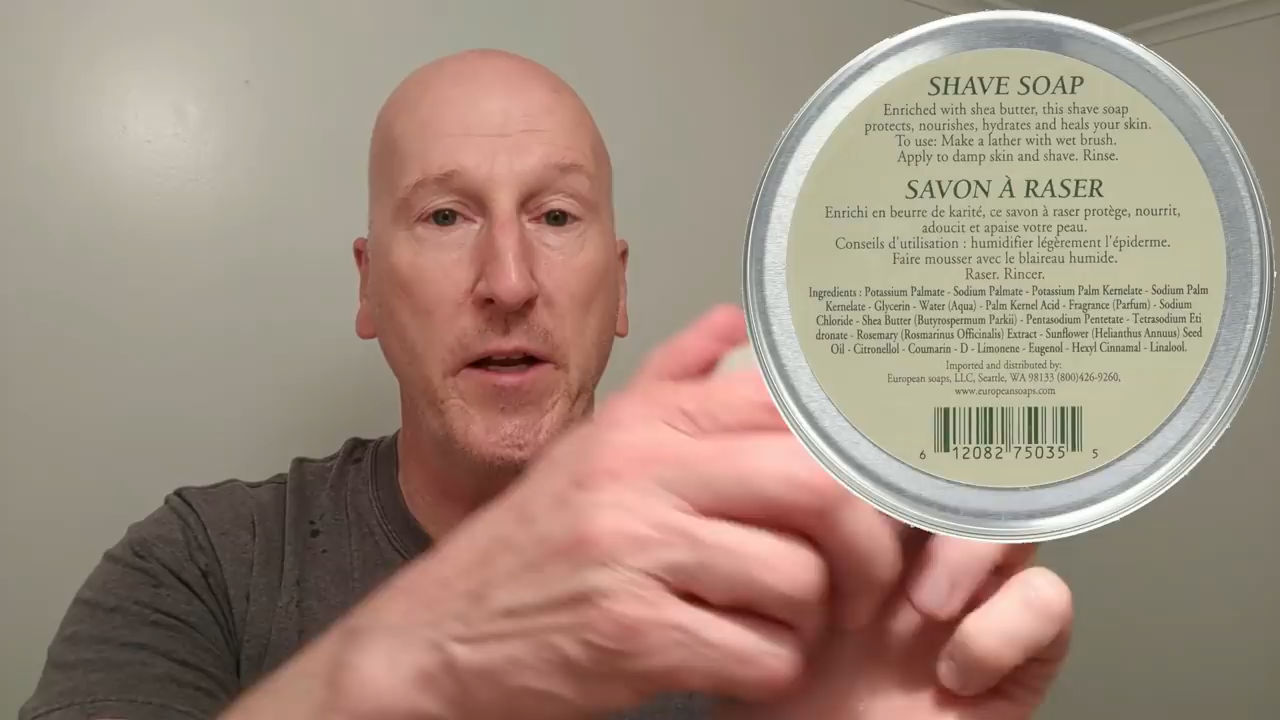 SHAVE SOAP
Enriched with shea butter, this shave soap
protects, nourishes, hydrates and heals your skin.
To use: Make a lather with wet brush.
Apply to damp skin and shave. Rinse.
SAVON À RASER
Enrichi en beurre de karité, ce savon à raser protège, nourrit,
adoucit et apaise votre peau.
Conseils d'utilisation : humidifier légèrement l'épiderme.
Faire mousser avec le blaireau humide.
Raser. Rincer.
Ingredients : Potassium Palmate - Sodium Palmate - Potassium Palm Kernelate - Sodium Palm
Kernelate - Glycerin - Water (Aqua) - Palm Kernel Acid - Fragrance (Parfum) - Sodium
Chloride - Shea Butter (Butyrospermum Parkii) - Pentasodium Pentetate - Tetrasodium Eti
dronate - Rosemary (Rosmarinus Officinalis) Extract - Sunflower (Helianthus Annuus) Seed
Oil - Citronellol - Coumarin - D - Limonene - Eugenol - Hexyl Cinnamal - Linalool.
Imported and distributed by:
European soaps, LLC, Seattle, WA 98133 (800)426-9260,
www.europeansoaps.com
6 12082 75035 5